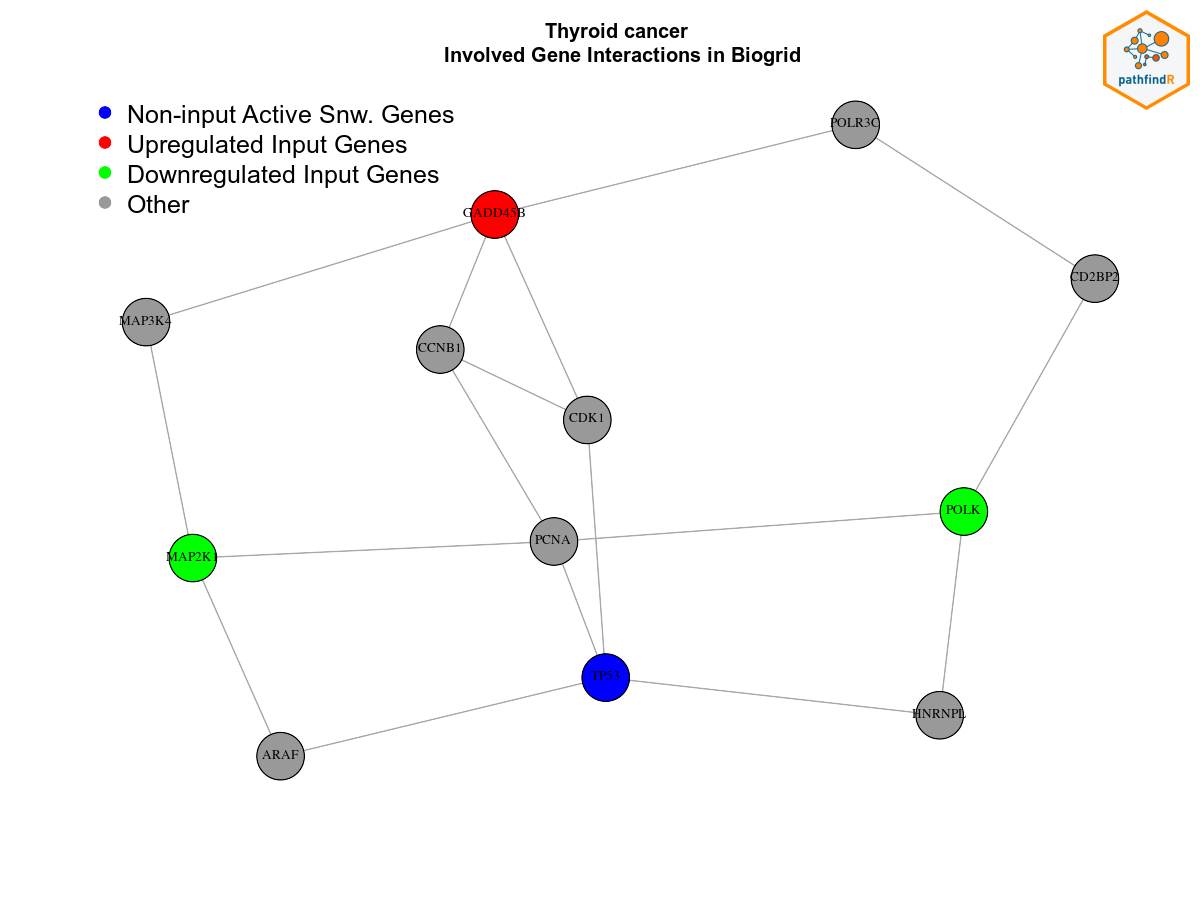 Thyroid cancer
Involved Gene Interactions in Biogrid
pathfindR
Non-input Active Snw. Genes
Upregulated Input Genes
Downregulated Input Genes
Other
POLR3C
GADD45B
CD2BP2
MAP3K4
CCNB1
CDK1
POLK
PCNA
MAP2K1
TP53
HNRNPL
ARAF